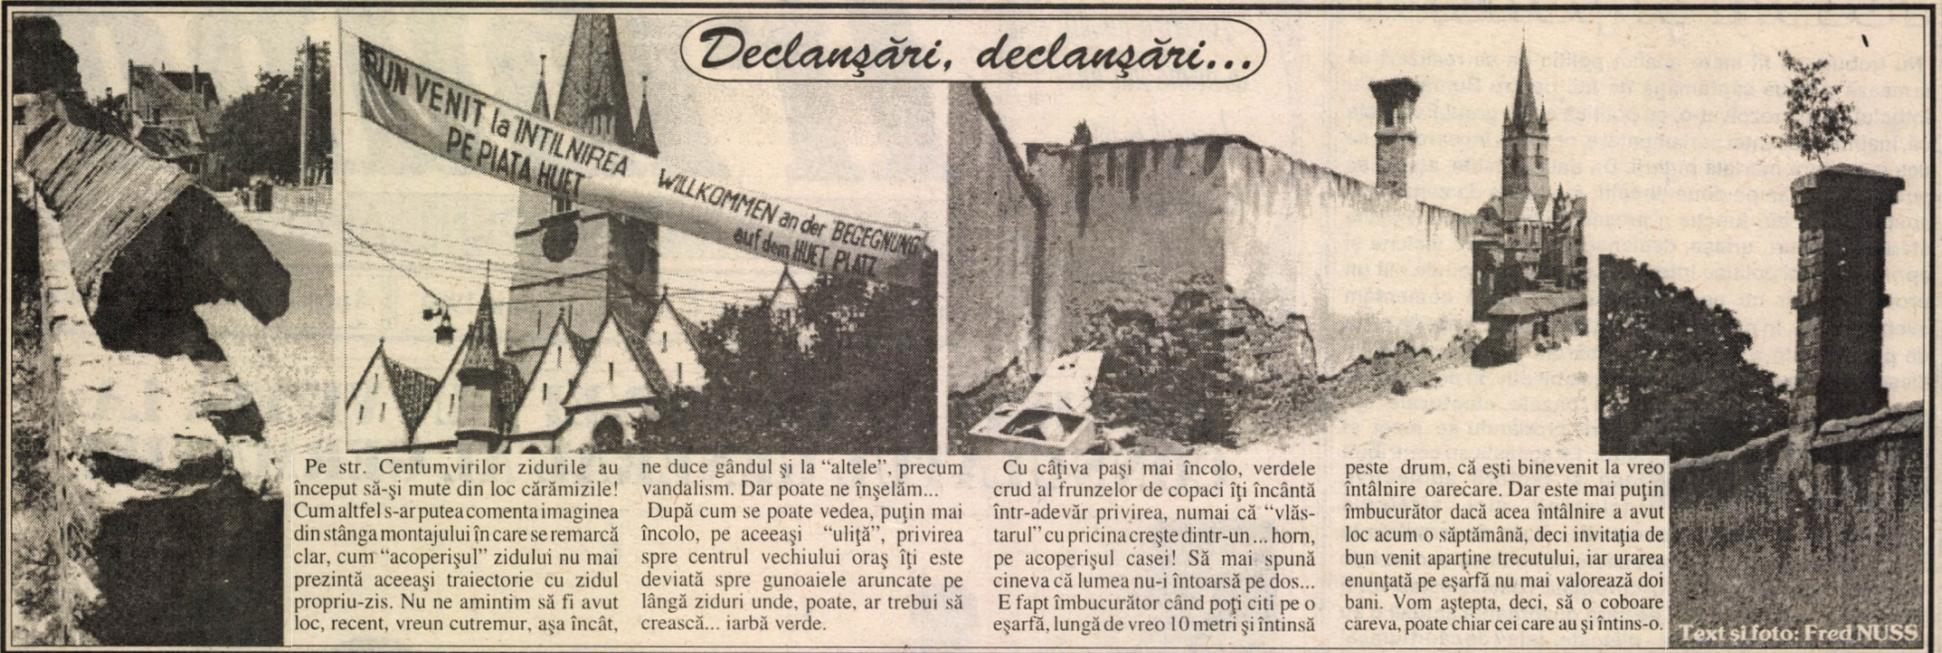 Declanşări, declanşări...
BUN VENIT la INTILNIREA
PE PIATA HUET
WILLKOMMEN an der BEGEGNUNG
auf dem HUET PLATZ
Pe str. Centumvirilor zidurile au
început să-şi mute din loc cărămizile!
Cum altfel s-ar putea comenta imaginea
din stânga montajului în care se remarcă
clar, cum “acoperişul” zidului nu mai
prezintă aceeaşi traiectorie cu zidul
propriu-zis. Nu ne amintim să fi avut
loc, recent, vreun cutremur, aşa încât,
ne duce gândul şi la “altele”, precum
vandalism. Dar poate ne înşelăm...
După cum se poate vedea, puţin mai
încolo, pe aceeaşi “uliţă”, privirea
spre centrul vechiului oraş îţi este
deviată spre gunoaiele aruncate pe
lângă ziduri unde, poate, ar trebui să
crească... iarbă verde.
Cu câţiva paşi mai încolo, verdele
crud al frunzelor de copaci îţi încântă
într-adevăr privirea, numai că “vlăs-
tarul” cu pricina creşte dintr-un ... horn,
pe acoperişul casei! Să mai spună
cineva că lumea nu-i întoarsă pe dos...
E fapt îmbucurător când poţi citi pe o
eşarfă, lungă de vreo 10 metri şi întinsă
peste drum, că eşti binevenit la vreo
întâlnire oarecare. Dar este mai puţin
îmbucurător dacă acea întâlnire a avut
loc acum o săptămână, deci invitaţia de
bun venit aparţine trecutului, iar urarea
enunţată pe eşarfă nu mai valorează doi
bani. Vom aştepta, deci, să o coboare
careva, poate chiar cei care au şi întins-o.
Text şi foto: Fred NUSS